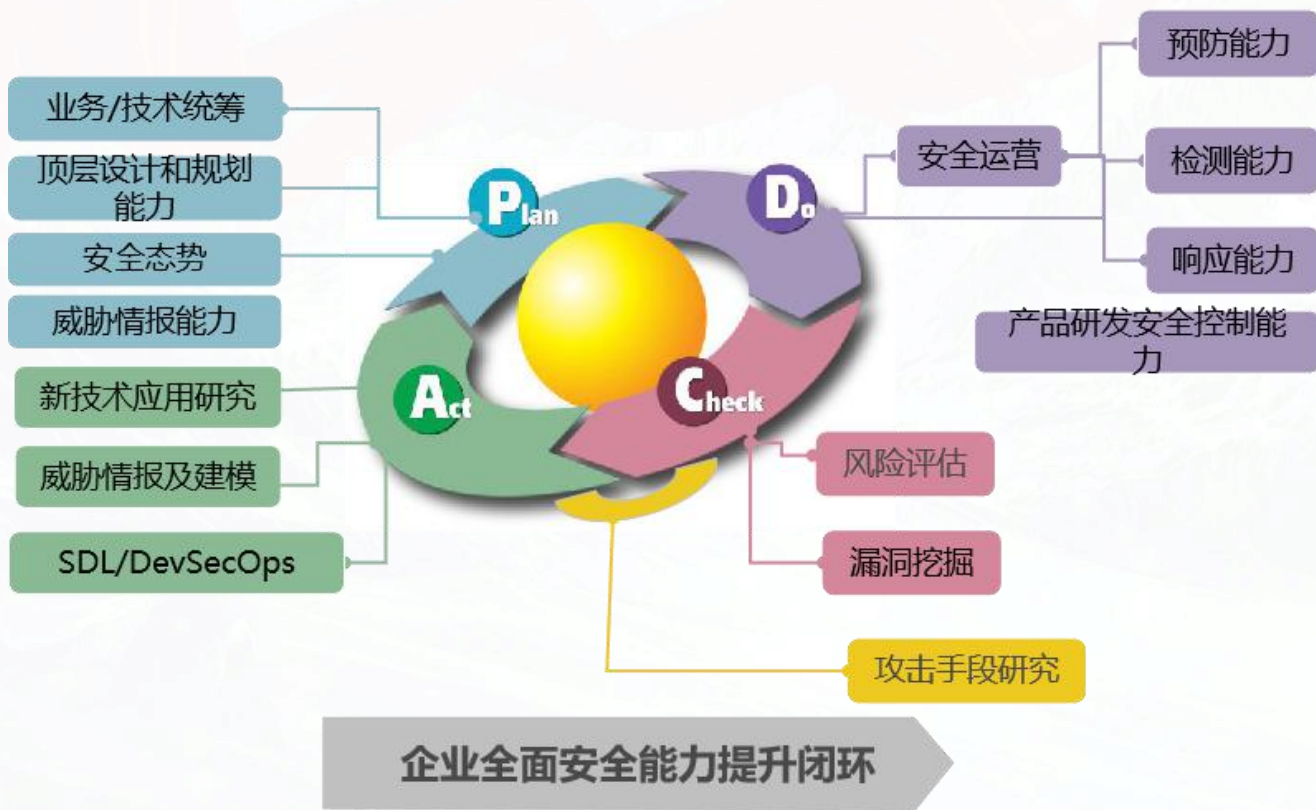 业务/技术统筹
顶层设计和规划
能力
安全态势
威胁情报能力
新技术应用研究
威胁情报及建模
SDL/DevSecOps
Plan
Do
Check
Act
安全运营
预防能力
检测能力
响应能力
产品研发安全控制能
力
风险评估
漏洞挖掘
攻击手段研究
企业全面安全能力提升闭环